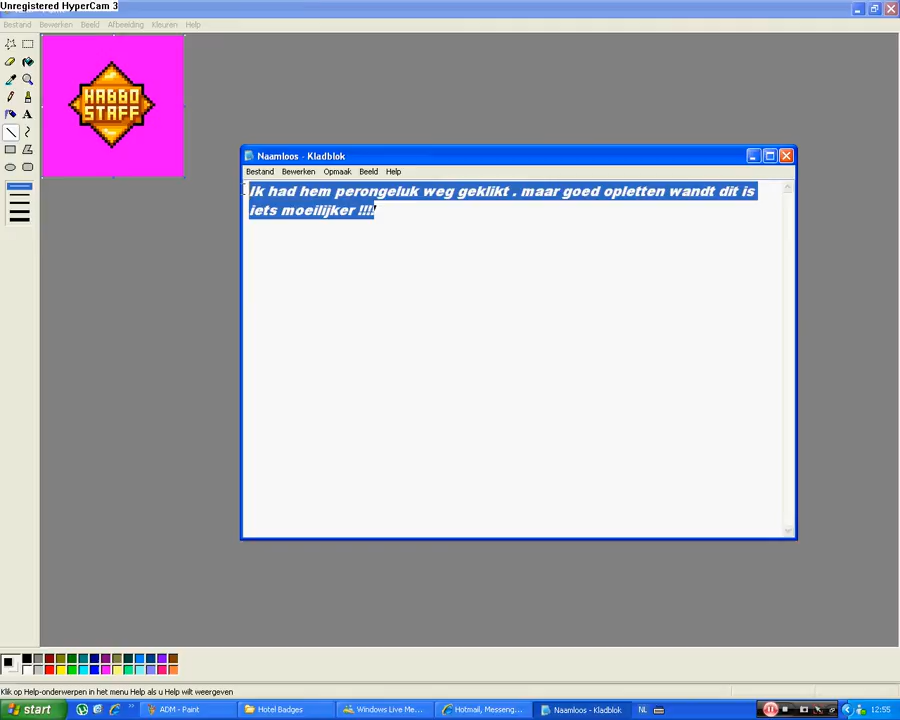 Unregistered HyperCam 3
Bestand Bewerken Beeld Afbeelding Kleuren Help
HABBO
STAFF
Naamloos - Kladblok
Bestand Bewerken Opmaak Beeld Help
Ik had hem perongeluk weg geklikt . maar goed opletten wandt dit is
iets moeilijker !!!!
Klik op Help-onderwerpen in het menu Help als u Help wilt weergeven
start ADM - Paint Hotel Badges Windows Live Me... Hotmail, Messeng... Naamloos - Kladblok NL 12:55